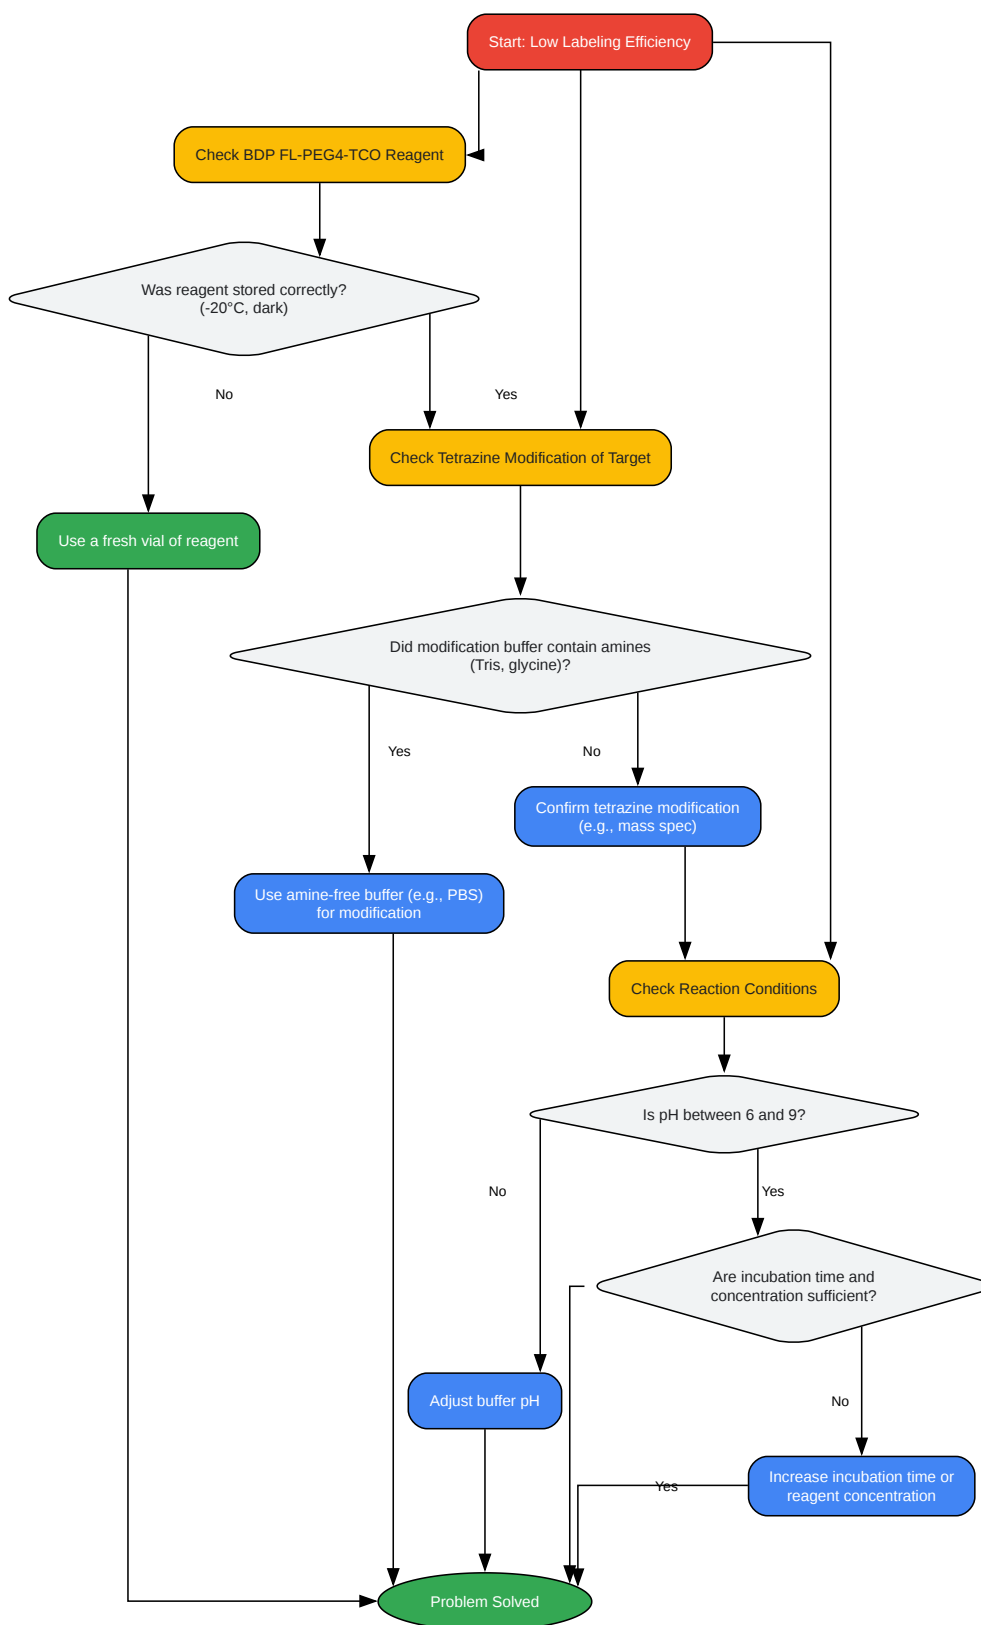 Start: Low Labeling Efficiency
Check BDP FL-PEG4-TCO Reagent
Was reagent stored correctly?
(-20°C, dark)
No
Yes
Check Tetrazine Modification of Target
Use a fresh vial of reagent
Did modification buffer contain amines
(Tris, glycine)?
Yes
No
Confirm tetrazine modification
(e.g., mass spec)
Use amine-free buffer (e.g., PBS)
for modification
Check Reaction Conditions
Is pH between 6 and 9?
No
Yes
Are incubation time and
concentration sufficient?
Adjust buffer pH
No
Increase incubation time or
reagent concentration
Yes
Problem Solved